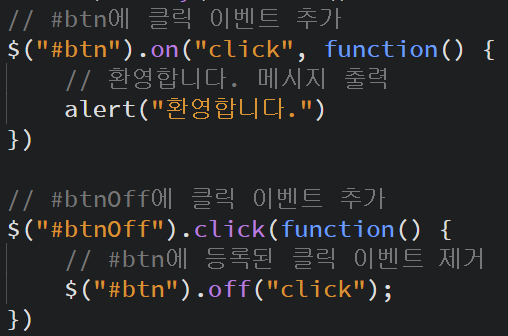 // #btn에 클릭 이벤트 추가
$("#btn").on("click", function() {
    // 환영합니다. 메시지 출력
    alert("환영합니다.")
})

// #btnOff에 클릭 이벤트 추가
$("#btnOff").click(function() {
    // #btn에 등록된 클릭 이벤트 제거
    $("#btn").off("click");
})